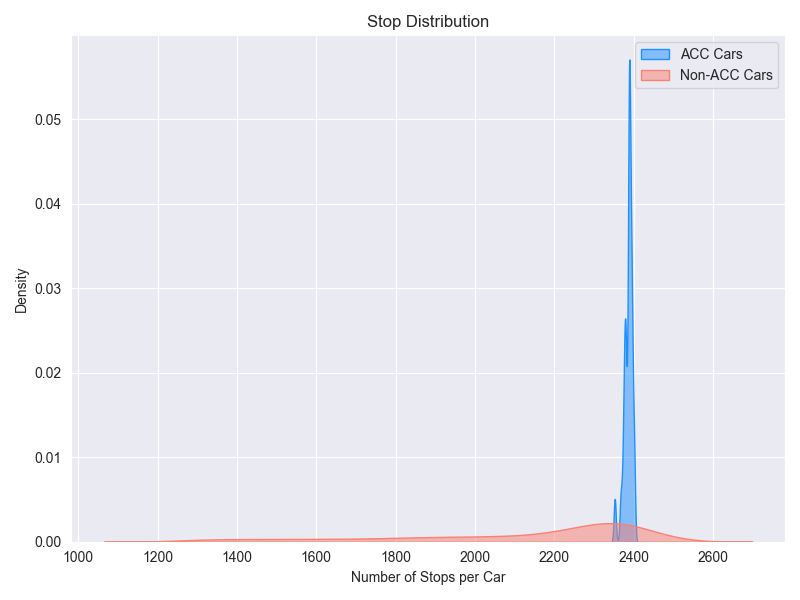 Stop Distribution
ACC Cars
Non-ACC Cars
0.05
0.04
0.03
0.02
0.01
0.00
Density
1000 1200 1400 1600 1800 2000 2200 2400 2600
Number of Stops per Car